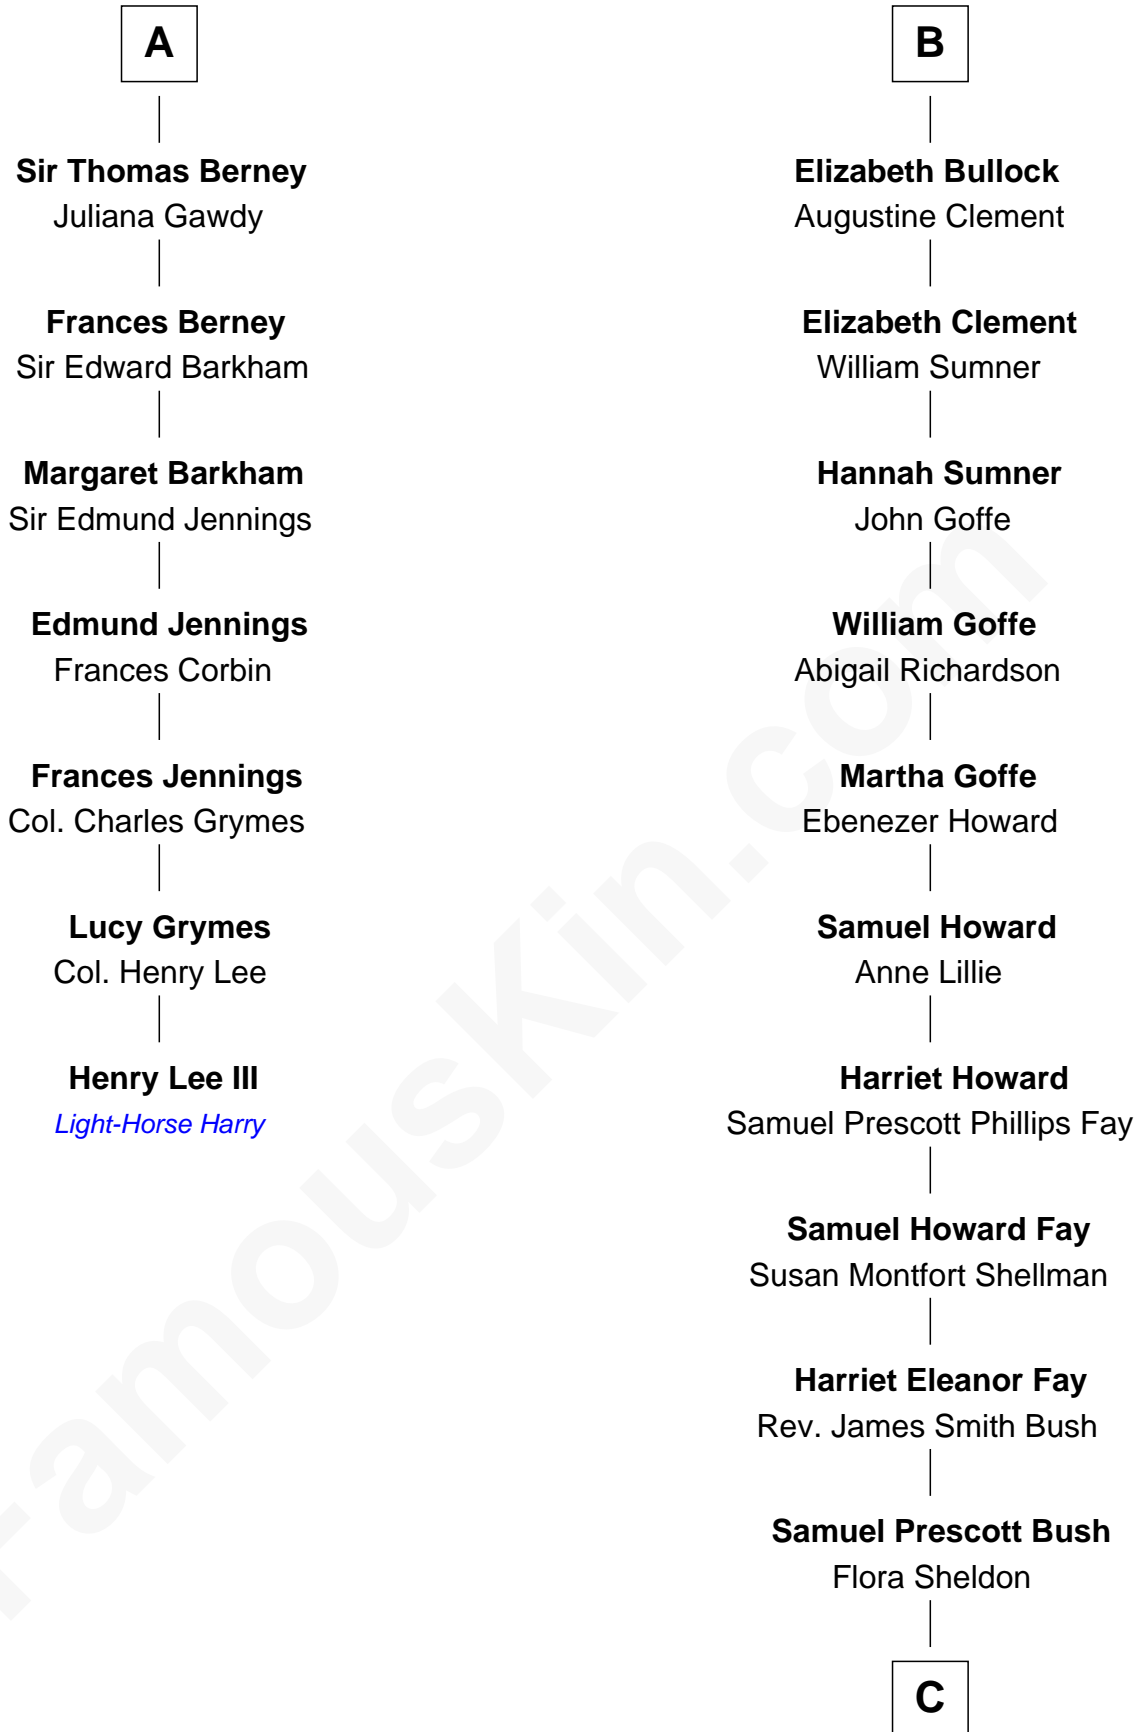 A
Sir Thomas Berney
Juliana Gawdy
Frances Berney
Sir Edward Barkham
Margaret Barkham
Sir Edmund Jennings
Edmund Jennings
Frances Corbin
Frances Jennings
Col. Charles Grymes
Lucy Grymes
Col. Henry Lee
Henry Lee III
Light-Horse Harry
B
Elizabeth Bullock
Augustine Clement
Elizabeth Clement
William Sumner
Hannah Sumner
John Goffe
William Goffe
Abigail Richardson
Martha Goffe
Ebenezer Howard
Samuel Howard
Anne Lillie
Harriet Howard
Samuel Prescott Phillips Fay
Samuel Howard Fay
Susan Montfort Shellman
Harriet Eleanor Fay
Rev. James Smith Bush
Samuel Prescott Bush
Flora Sheldon
C
FamousKin.com